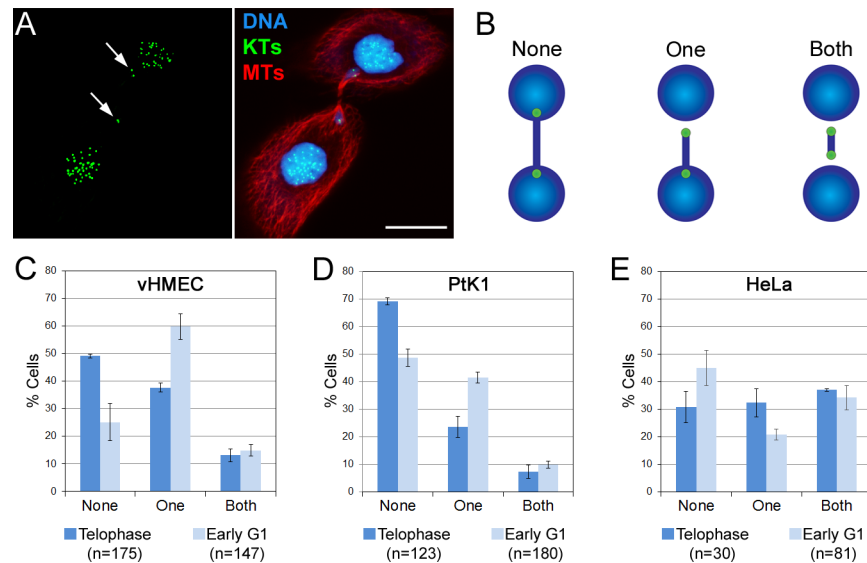 A
DNA
KTs
MTs
B
None
One
Both
C
vHMEC
% Cells
80
70
60
50
40
30
20
10
0
None
One
Both
Telophase
(n=175)
Early G1
(n=147)
D
PtK1
% Cells
80
70
60
50
40
30
20
10
0
None
One
Both
Telophase
(n=123)
Early G1
(n=180)
E
HeLa
% Cells
80
70
60
50
40
30
20
10
0
None
One
Both
Telophase
(n=30)
Early G1
(n=81)